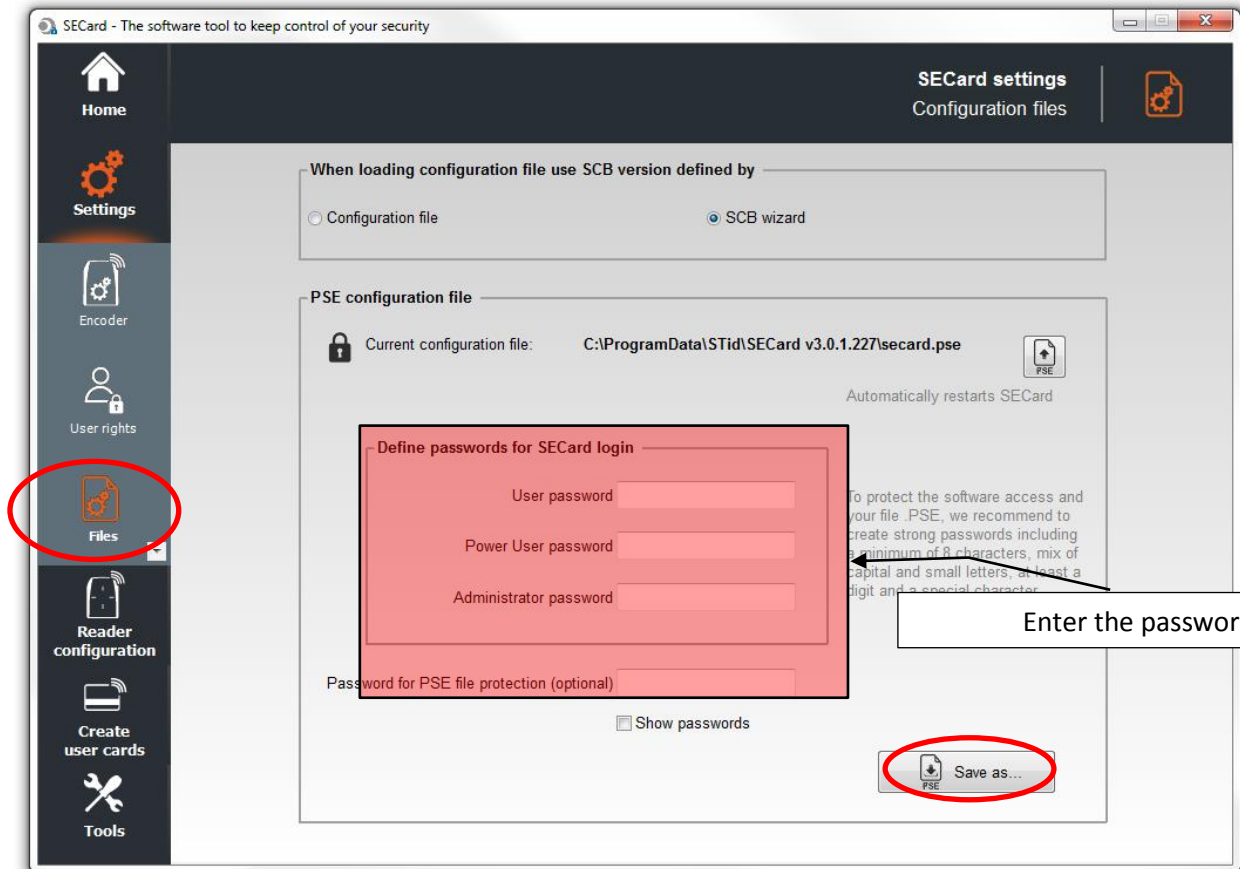 SECard - The software tool to keep control of your security
Home
SECard settings
Configuration files
Settings
When loading configuration file use SCB version defined by
Configuration file
SCB wizard
Encoder
PSE configuration file
Current configuration file:
C:\ProgramData\STid\SECard v3.0.1.227\secard.pse
PSE
Automatically restarts SECard
User rights
Define passwords for SECard login
User password
Power User password
Administrator password
To protect the software access and
your file .PSE, we recommend to
create strong passwords including
a minimum of 8 characters, mix of
capital and small letters, at least a
digit and a special character
Files
Enter the passwor
Reader
configuration
Password for PSE file protection (optional)
Show passwords
Create
user cards
PSE
Save as...
Tools